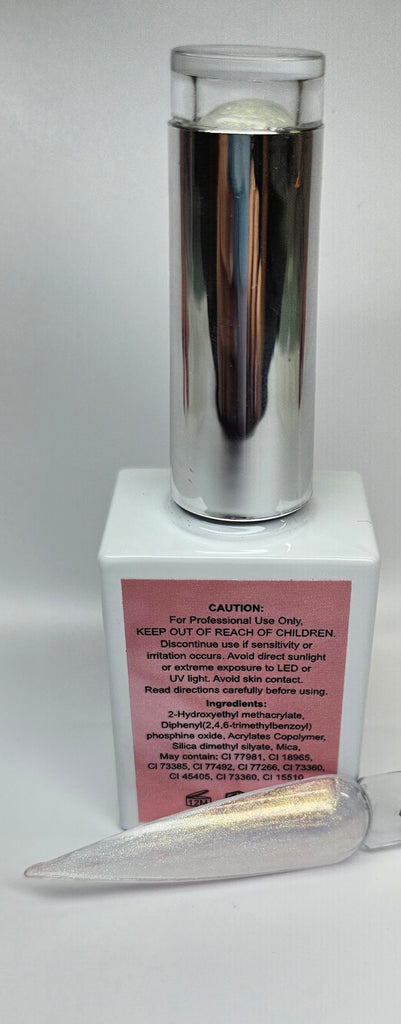 CAUTION:
For Professional Use Only,
KEEP OUT OF REACH OF CHILDREN.
Discontinue use if sensitivity or
irritation occurs. Avoid direct sunlight
or extreme exposure to LED or
UV light. Avoid skin contact.
Read directions carefully before using.
Ingredients:
2-Hydroxyethyl methacrylate,
Diphenyl(2,4,6-trimethylbenzoyl)
phosphine oxide, Acrylates Copolymer,
Silica dimethyl silyate, Mica,
May contain: CI 77981, CI 18965,
CI 73385, CI 77492, CI 77266, CI 73360,
CI 45405, CI 73360, CI 15510
12M